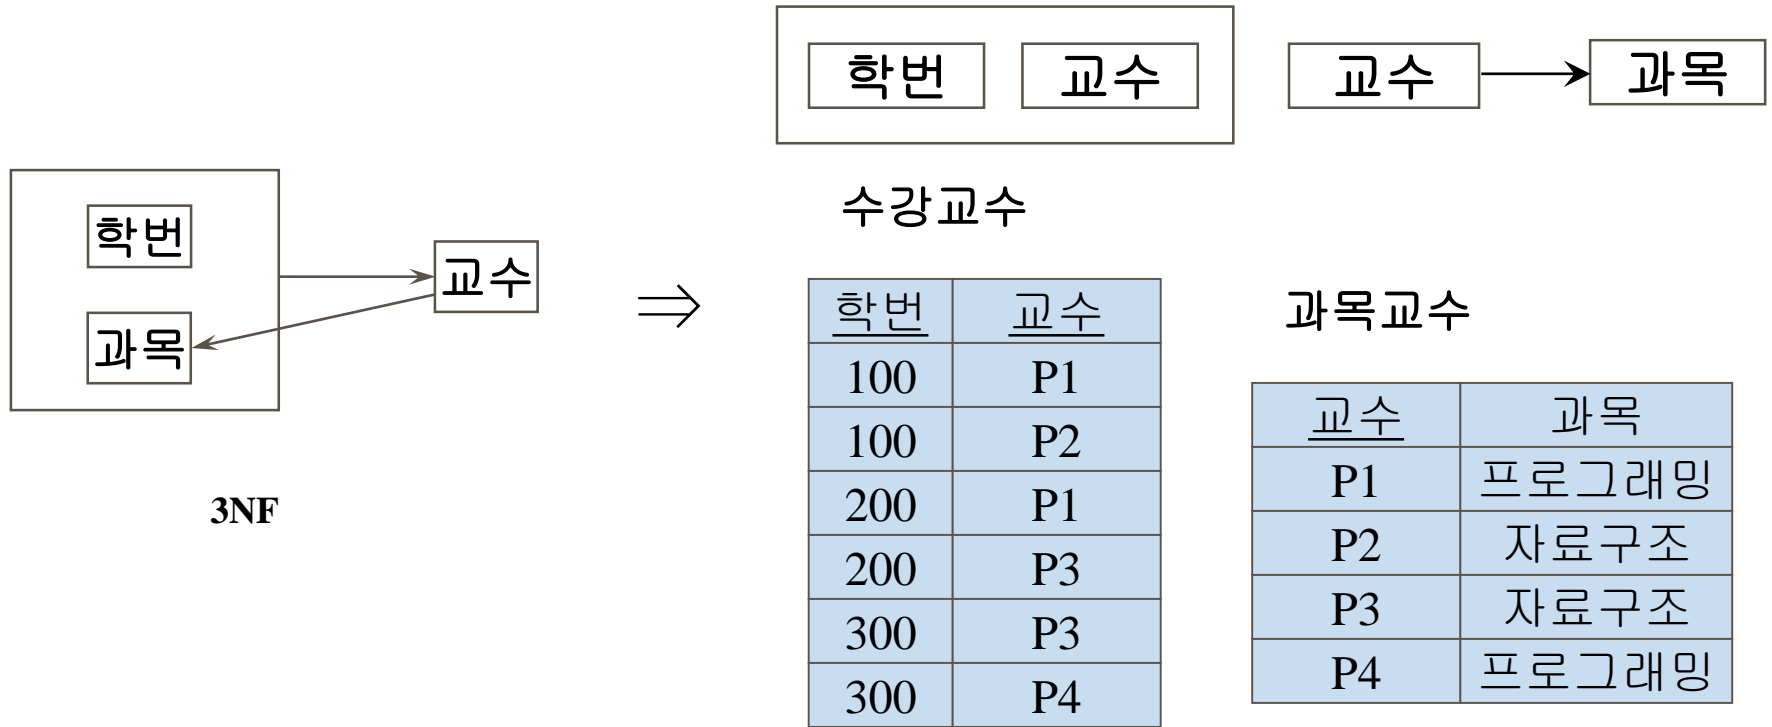 학번 교수 교수 과목
수강교수
학번
교수
과목
⇒
3NF
학번 교수
100 P1
100 P2
200 P1
200 P3
300 P3
300 P4
과목교수
교수 과목
P1 프로그래밍
P2 자료구조
P3 자료구조
P4 프로그래밍